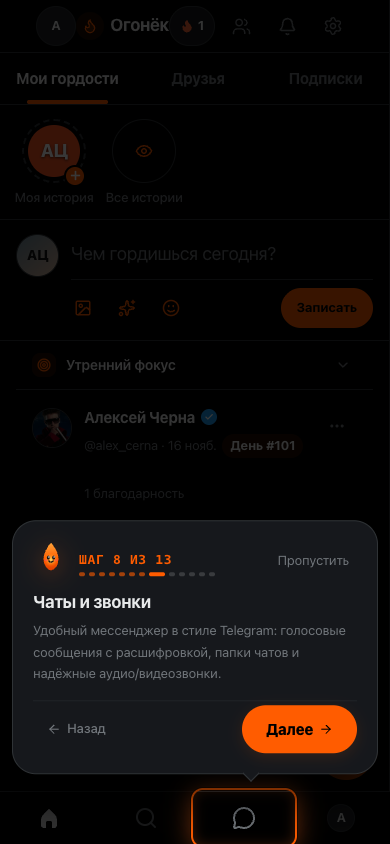 А
Огонёк
1
Мои гордости
Друзья
Подписки
АЦ
Моя история
Все истории
АЦ
Чем гордишься сегодня?
Записать
Утренний фокус
Алексей Черна
@alex_cerna · 16 нояб.
День #101
1 благодарность
ШАГ 8 ИЗ 13
Пропустить
Чаты и звонки
Удобный мессенджер в стиле Telegram: голосовые
сообщения с расшифровкой, папки чатов и
надёжные аудио/видеозвонки.
← Назад
Далее →
А